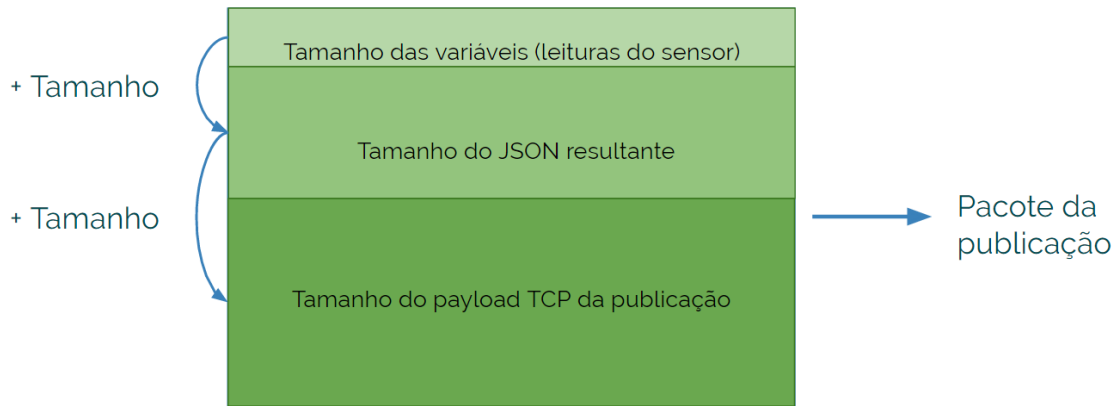 Tamanho das variáveis (leituras do sensor)
+ Tamanho
Tamanho do JSON resultante
+ Tamanho
Pacote da
publicação
Tamanho do payload TCP da publicação